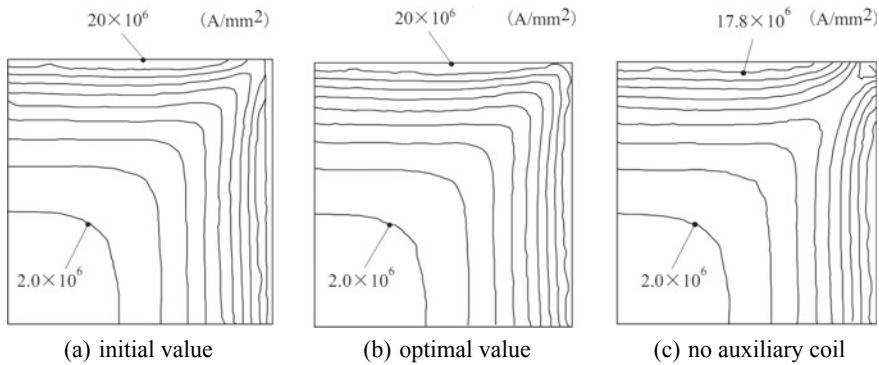 20×10⁶ (A/mm²)
20×10⁶ (A/mm²)
17.8×10⁶ (A/mm²)
2.0×10⁶
2.0×10⁶
2.0×10⁶
(a) initial value
(b) optimal value
(c) no auxiliary coil